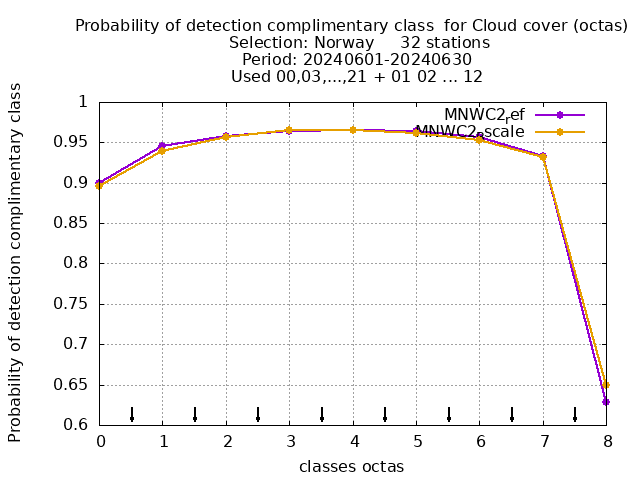 Probability of detection complimentary class  for Cloud cover (octas)
Selection: Norway     32 stations
Period: 20240601-20240630
Used 00,03,...,21 + 01 02 ... 12
Probability of detection complimentary class
1
0.95
0.9
0.85
0.8
0.75
0.7
0.65
0.6
MNWC2_ref
MNWC2_scale
0 1 2 3 4 5 6 7 8
classes octas